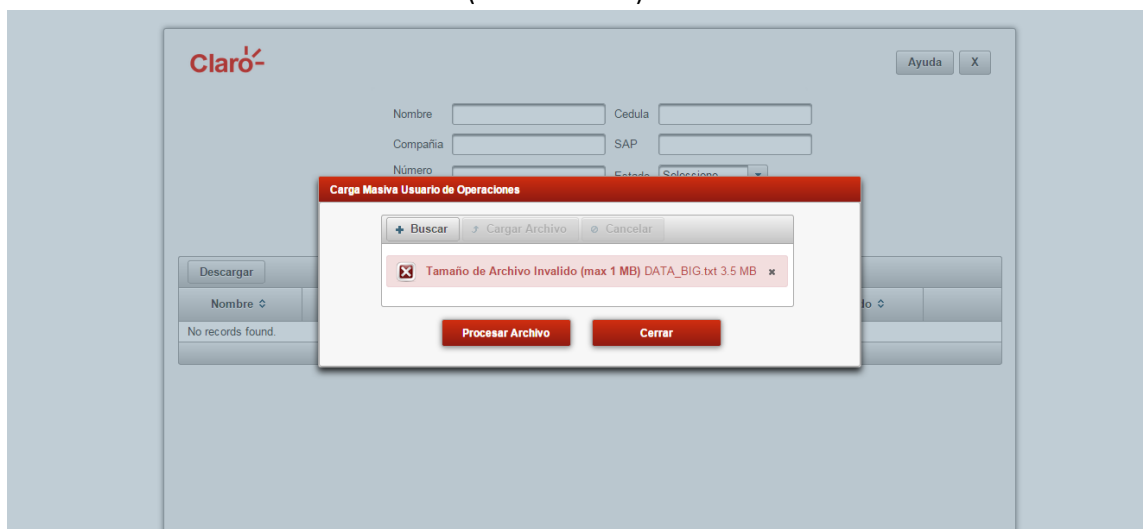 Claro
Ayuda X
Nombre Cedula
Compañia SAP
Número
Carga Masiva Usuario de Operaciones
Buscar Cargar Archivo Cancelar
Tamaño de Archivo Invalido (max 1 MB) DATA_BIG.txt 3.5 MB
Descargar
Nombre
No records found.
Procesar Archivo Cerrar